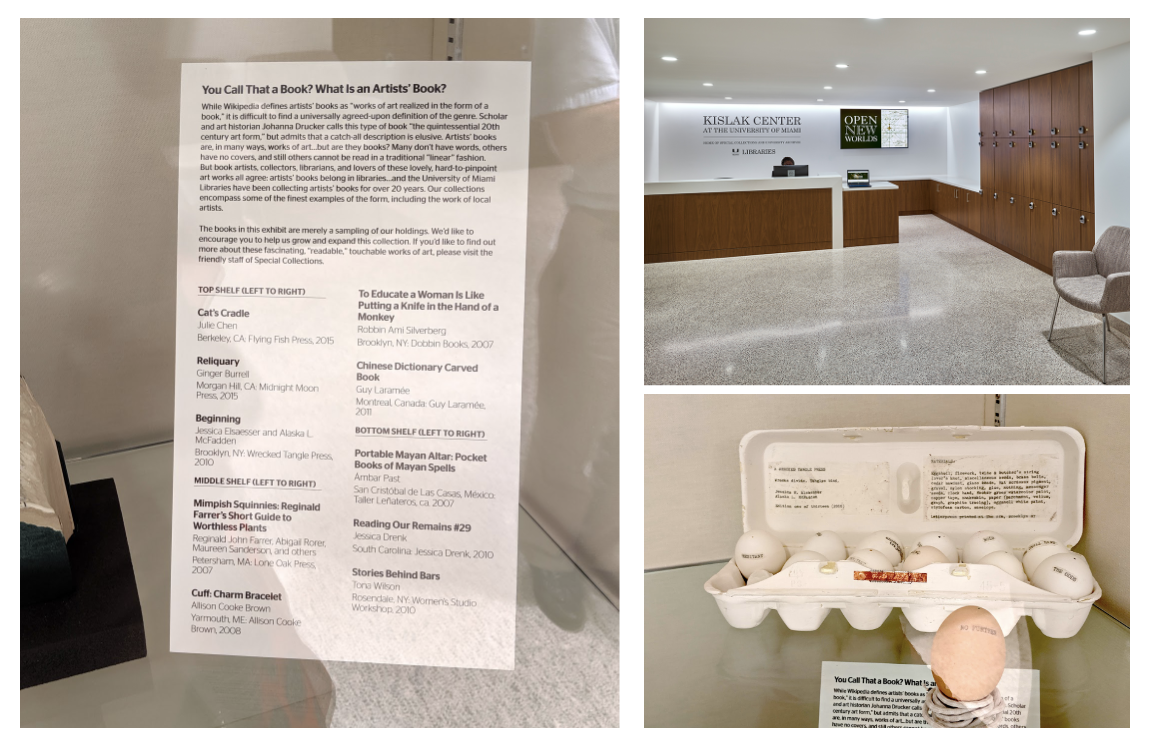 You Call That a Book? What Is an Artists' Book?
While Wikipedia defines artists' books as "works of art realized in the form of a
book," it is difficult to find a universally agreed-upon definition of the genre. Scholar
and art historian Johanna Drucker calls this type of book "the quintessential 20th
century art form," but admits that a catch-all description is elusive. Artists' books
are, in many ways, works of art...but are they books? Many don't have words, others
have no covers, and still others cannot be read in a traditional "linear" fashion.
But book artists, collectors, librarians, and lovers of these lovely, hard-to-pinpoint
art works all agree: artists' books belong in libraries...and the University of Miami
Libraries have been collecting artists' books for over 20 years. Our collections
encompass some of the finest examples of the form, including the work of local
artists.
The books in this exhibit are merely a sampling of our holdings. We'd like to
encourage you to help us grow and expand this collection. If you'd like to find out
more about these fascinating, "readable," touchable works of art, please visit the
friendly staff of Special Collections.
TOP SHELF (LEFT TO RIGHT)
Cat's Cradle
Julie Chen
Berkeley, CA: Flying Fish Press, 2015
Reliquary
Ginger Burrell
Morgan Hill, CA: Midnight Moon
Press, 2015
Beginning
Jessica Elsaesser and Alaska L.
McFadden
Brooklyn, NY: Wrecked Tangle Press,
2010
MIDDLE SHELF (LEFT TO RIGHT)
Mimpish Squinnies: Reginald
Farrer's Short Guide to
Worthless Plants
Reginald John Farrer, Abigail Rorer,
Maureen Sanderson, and others
Petersham, MA: Lone Oak Press,
2007
Cuff: Charm Bracelet
Allison Cooke Brown
Yarmouth, ME: Allison Cooke
Brown, 2008
To Educate a Woman Is Like
Putting a Knife in the Hand of a
Monkey
Robbin Ami Silverberg
Brooklyn, NY: Dobbin Books, 2007
Chinese Dictionary Carved
Book
Guy Laramée
Montreal, Canada: Guy Laramée,
2011
BOTTOM SHELF (LEFT TO RIGHT)
Portable Mayan Altar: Pocket
Books of Mayan Spells
Ámbar Past
San Cristóbal de Las Casas, México:
Taller Leñateros, ca. 2007
Reading Our Remains #29
Jessica Drenk
South Carolina: Jessica Drenk, 2010
Stories Behind Bars
Tona Wilson
Rosendale, NY: Women's Studio
Workshop, 2010
KISLAK CENTER
AT THE UNIVERSITY OF MIAMI
LIBRARIES
OPEN
NEW
WORLDS
THE CODE
You Call That a Book? What Is an
While Wikipedia defines artists' books as
book," it is difficult to find a universally
and art historian Johanna Drucker calls Scholar
century art form," but admits that a 20th
are, in many ways, works of art...but are books
have no covers, and still others others